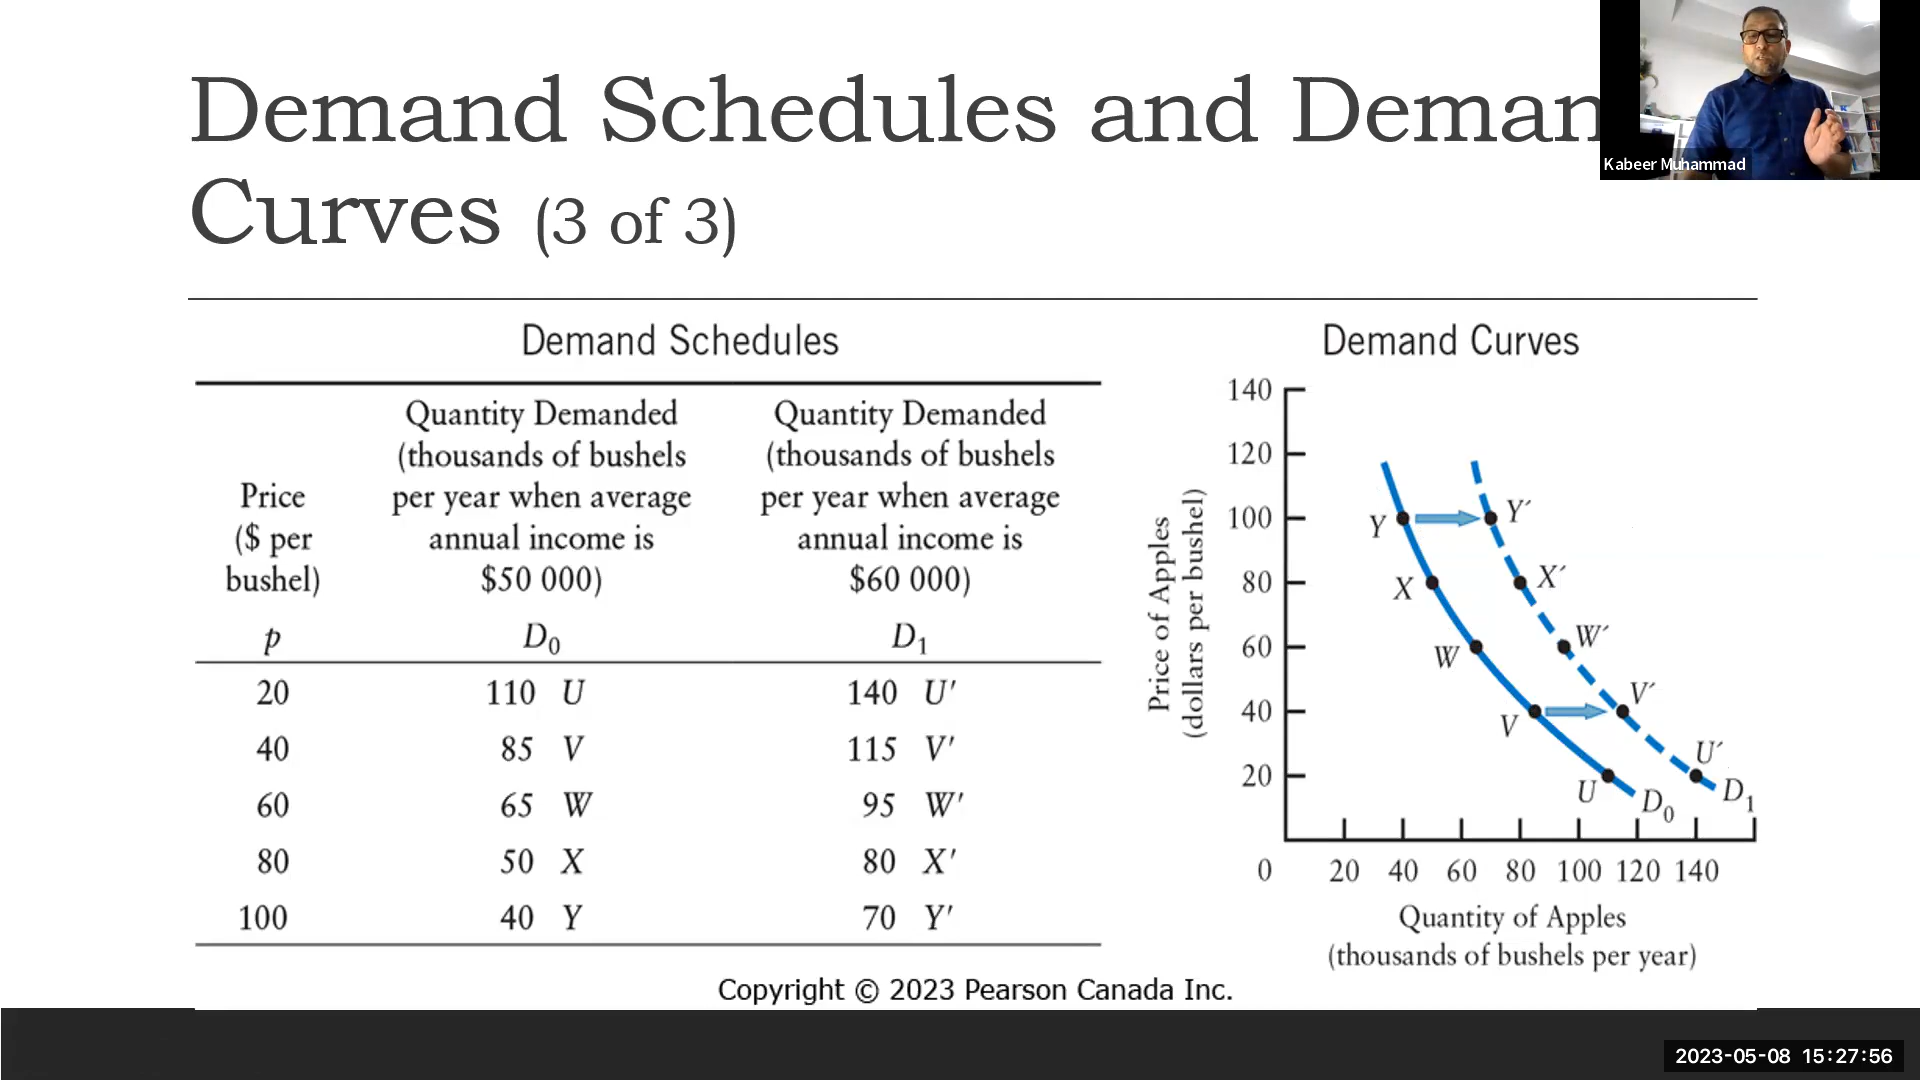 Demand Schedules and Deman
Curves (3 of 3)
Kabeer Muhammad
Demand Schedules
Price
($ per
bushel)
Quantity Demanded
(thousands of bushels
per year when average
annual income is
$50 000)
Quantity Demanded
(thousands of bushels
per year when average
annual income is
$60 000)
p D0 D1
20 110 U 140 U′
40 85 V 115 V′
60 65 W 95 W′
80 50 X 80 X′
100 40 Y 70 Y′
Demand Curves
Price of Apples
(dollars per bushel)
140
120
100
80
60
40
20
Y Y′
X X′
W W′
V V′
U U′
D0 D1
0 20 40 60 80 100 120 140
Quantity of Apples
(thousands of bushels per year)
Copyright © 2023 Pearson Canada Inc.
2023-05-08 15:27:56